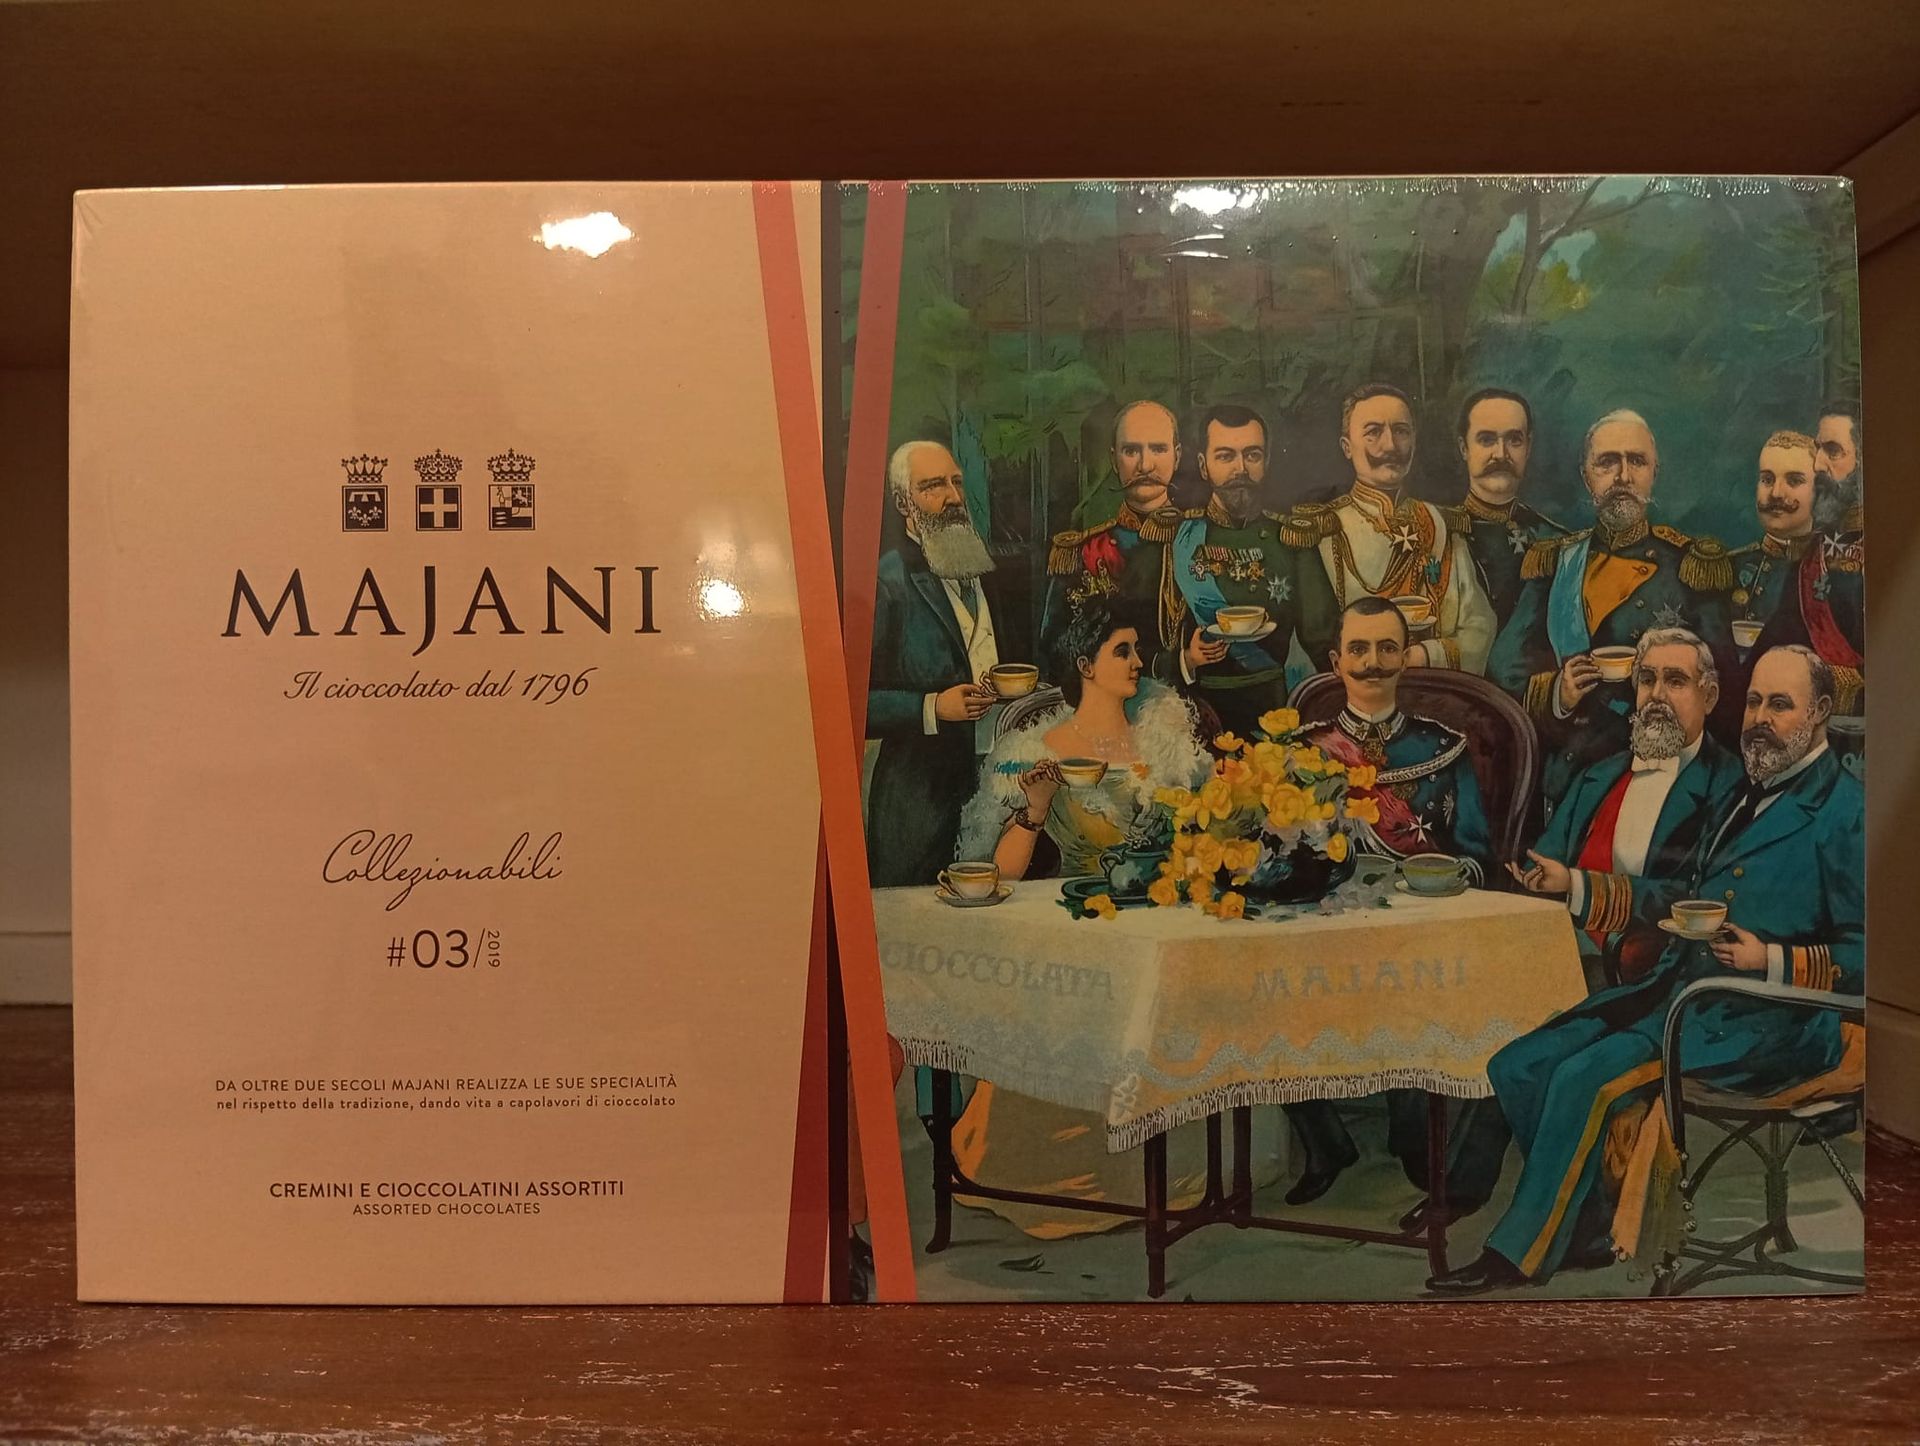 MAJANI
Il cioccolato dal 1796
Collezionabili
#03/2019
DA OLTRE DUE SECOLI MAJANI REALIZZA LE SUE SPECIALITÀ
nel rispetto della tradizione, dando vita a capolavori di cioccolato
CREMINI E CIOCCOLATINI ASSORTITI
ASSORTED CHOCOLATES
CIOCCOLATA MAJANI